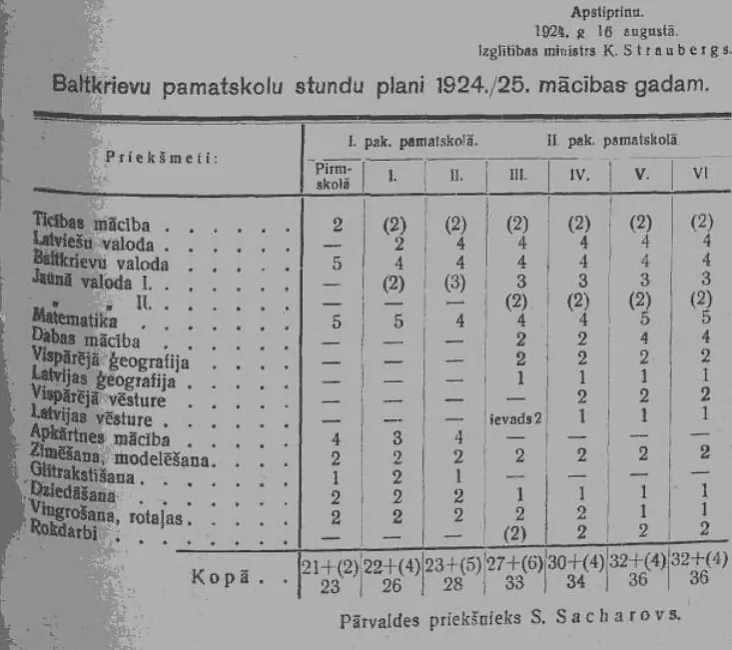 Apstiprinu.
1924. g 16 augustā.
Izglītības ministrs K. Straubergs.
Baltkrievu pamatskolu stundu plani 1924./25. mācības gadam.
Priekšmeti: I. pak. pamatskolā. II pak. pamatskolā
Pirm-
skolā I. II. III. IV. V. VI
Ticības mācība . . . . . . 2 (2) (2) (2) (2) (2) (2)
Latviešu valoda . . . . . . — 2 4 4 4 4 4
Baltkrievu valoda . . . . . 5 4 4 4 4 4 4
Jaunā valoda I. . . . . . . — (2) (3) 3 3 3 3
„ „ II. . . . . . . — — — (2) (2) (2) (2)
Matematika . . . . . . 5 5 4 4 4 5 5
Dabas mācība . . . . . . — — — 2 2 4 4
Vispārējā ģeografija . . . . — — — 2 2 2 2
Latvijas ģeografija . . . . . — — — 1 1 1 1
Vispārējā vēsture . . . . . — — — — 2 2 2
Latvijas vēsture . . . . . — — — ievads 2 1 1 1
Apkārtnes mācība . . . . . 4 3 4 — — — —
Zīmēšana, modelēšana. . . . 2 2 2 2 2 2 2
Glītrakstīšana . . . . . . 1 2 1 — — — —
Dziedāšana . . . . . . 2 2 2 1 1 1 1
Vingrošana, rotaļas . . . . . 2 2 2 2 2 1 1
Rokdarbi . . . . . . . — — — (2) 2 2 2
Kopā . . 21+(2) 22+(4) 23+(5) 27+(6) 30+(4) 32+(4) 32+(4)
23 26 28 33 34 36 36
Pārvaldes priekšnieks S. Sacharovs.